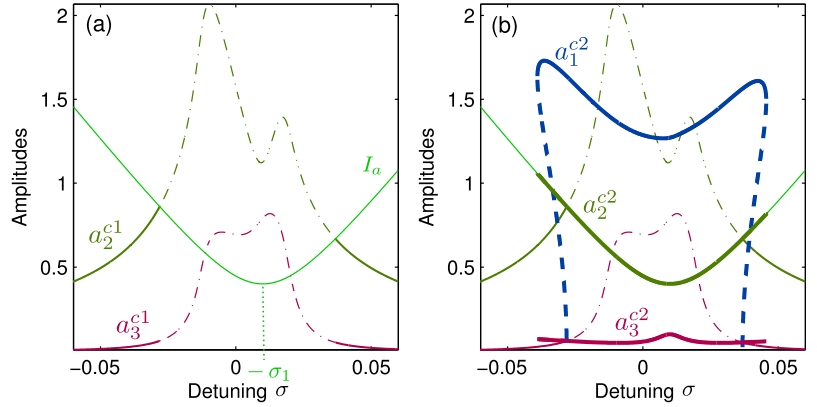 (a)
2
1.5
1
0.5
Amplitudes
a_2^{c1}
a_3^{c1}
I_a
−σ_1
−0.05
0
0.05
Detuning σ
(b)
2
1.5
1
0.5
Amplitudes
a_1^{c2}
a_2^{c2}
a_3^{c2}
−0.05
0
0.05
Detuning σ